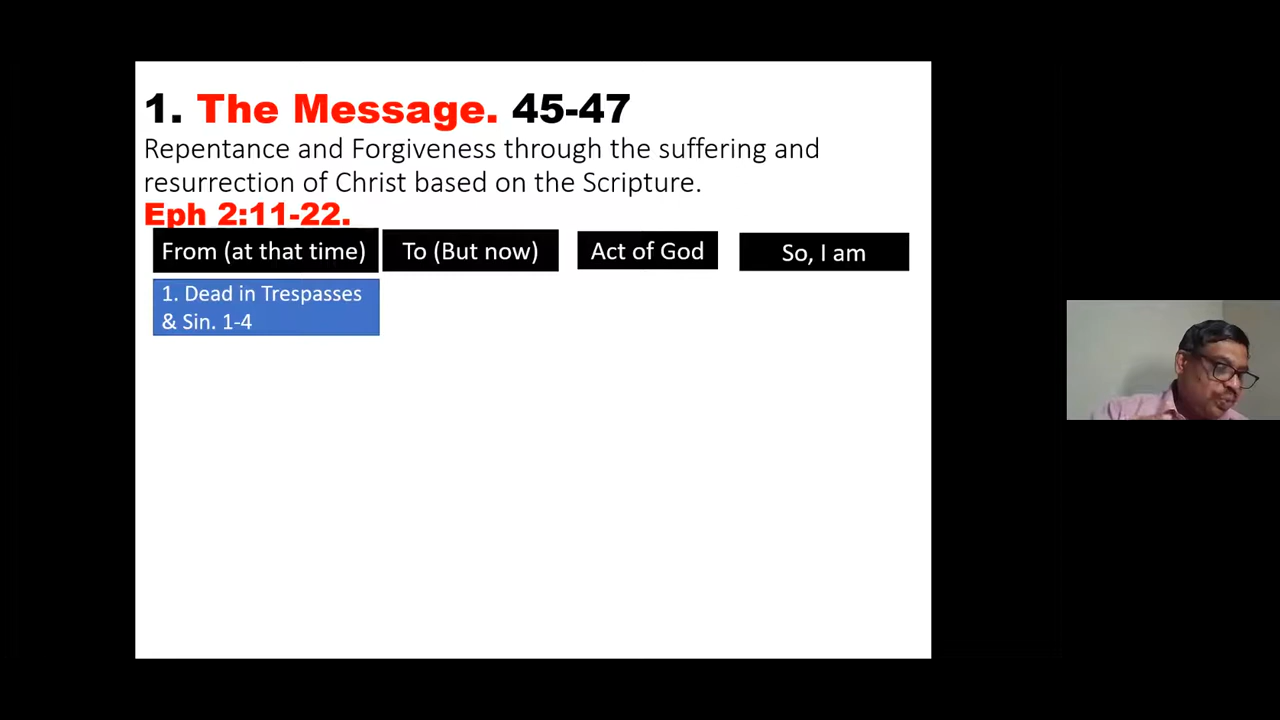 1. The Message. 45-47
Repentance and Forgiveness through the suffering and
resurrection of Christ based on the Scripture.
Eph 2:11-22.
From (at that time) To (But now) Act of God So, I am
1. Dead in Trespasses
& Sin. 1-4